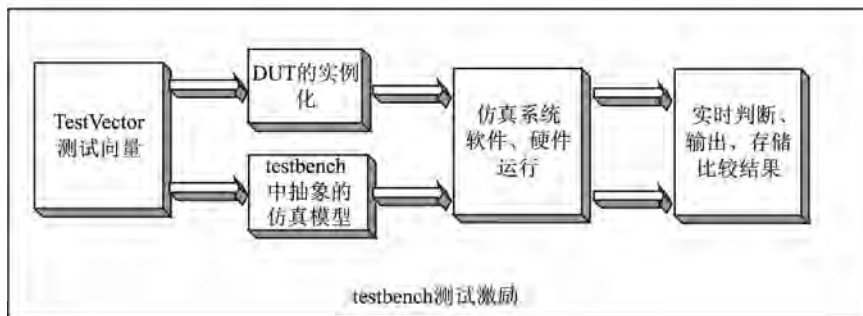 TestVector
测试向量
DUT的实例
化
testbench
中抽象的
仿真模型
仿真系统
软件、硬件
运行
实时判断、
输出、存储
比较结果
testbench测试激励